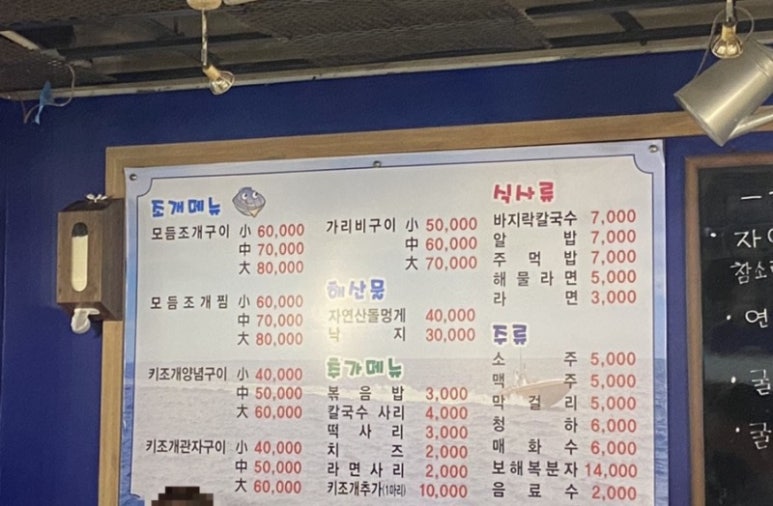 조개메뉴
모듬조개구이 小 60,000
中 70,000
大 80,000
모듬조개찜 小 60,000
中 70,000
大 80,000
키조개양념구이 小 40,000
中 50,000
大 60,000
키조개관자구이 小 40,000
中 50,000
大 60,000
가리비구이 小 50,000
中 60,000
大 70,000
해산물
자연산돌멍게 40,000
낙지 30,000
추가메뉴
볶음밥 3,000
칼국수 사리 4,000
떡사리 3,000
치즈 2,000
라면사리 2,000
키조개추가(1마리) 10,000
식사류
바지락칼국수 7,000
알밥 7,000
주먹밥 7,000
해물라면 5,000
라면 3,000
주류
소주 5,000
맥주 5,000
막걸리 5,000
청하 6,000
매화수 6,000
보해복분자 14,000
음료수 2,000
· 자
참소
· 연
· 굴
· 굴